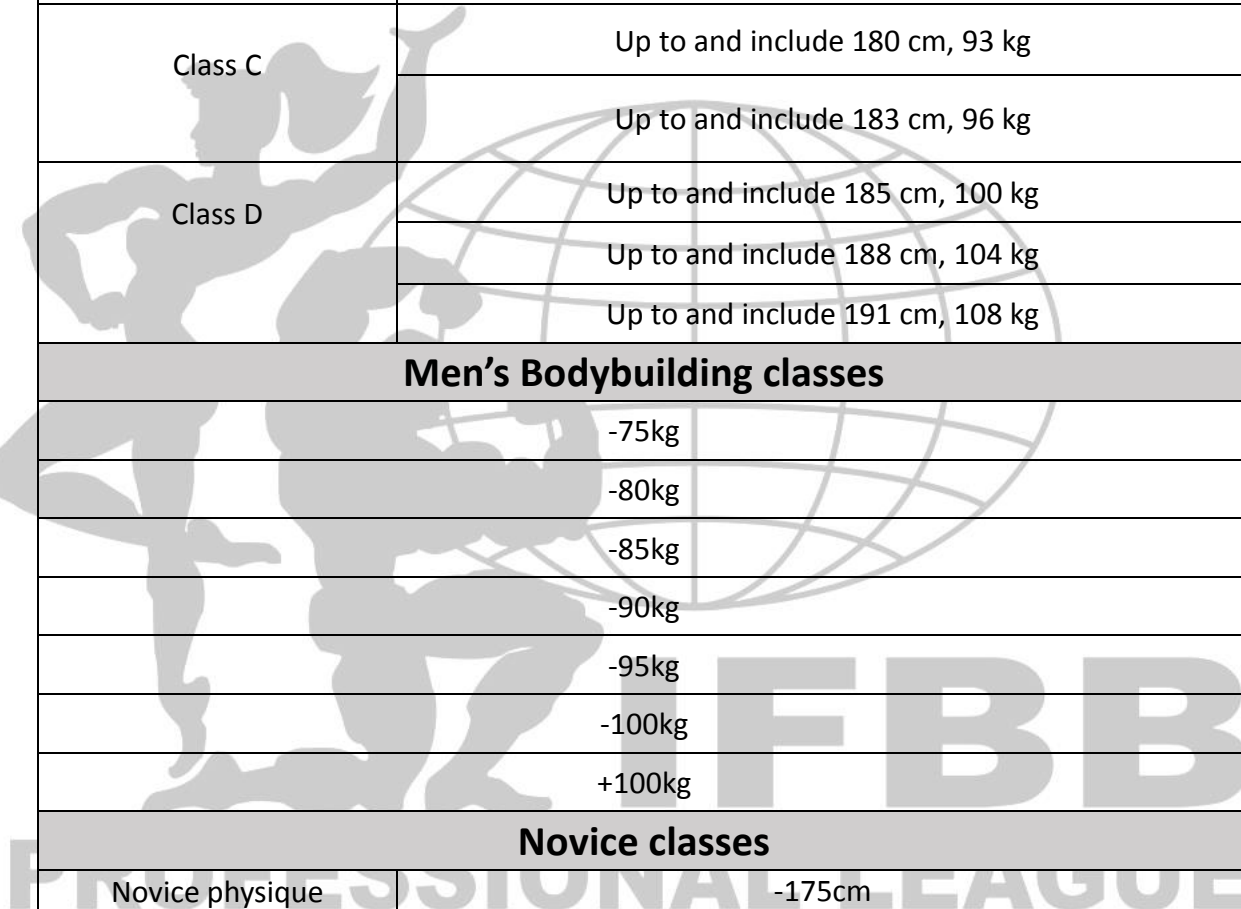 Class C
Up to and include 180 cm, 93 kg
Up to and include 183 cm, 96 kg
Class D
Up to and include 185 cm, 100 kg
Up to and include 188 cm, 104 kg
Up to and include 191 cm, 108 kg
Men's Bodybuilding classes
-75kg
-80kg
-85kg
-90kg
-95kg
-100kg
+100kg
IFBB
Novice classes
PROFESSIONAL LEAGUE
Novice physique
-175cm